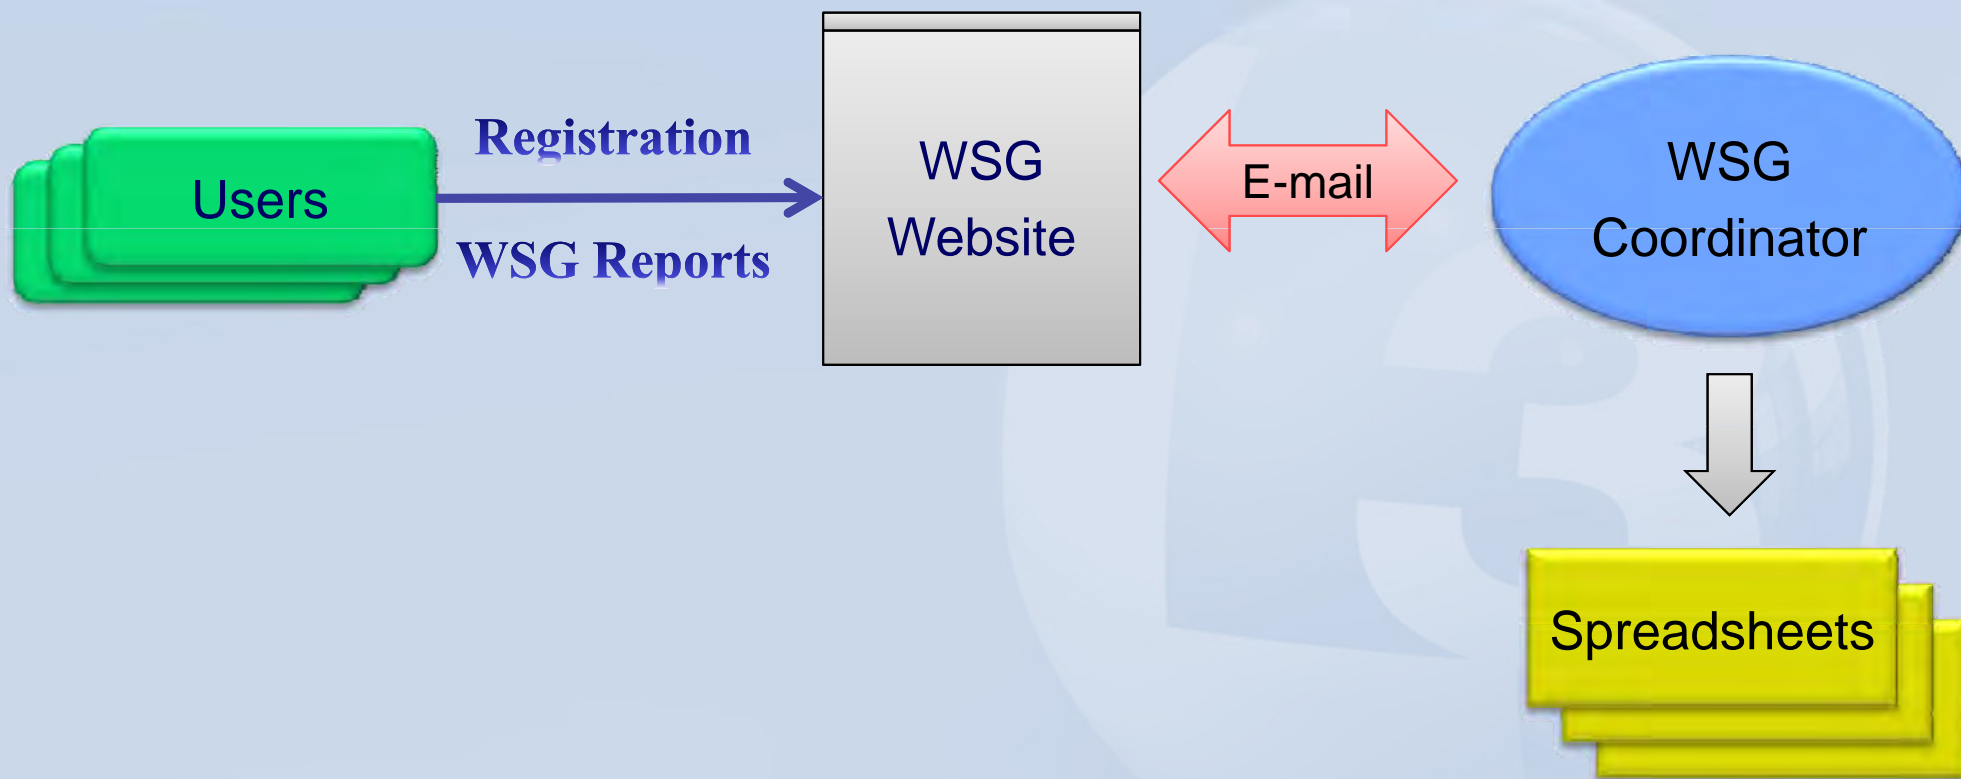 Users
Registration
WSG Reports
WSG
Website
E-mail
WSG
Coordinator
Spreadsheets